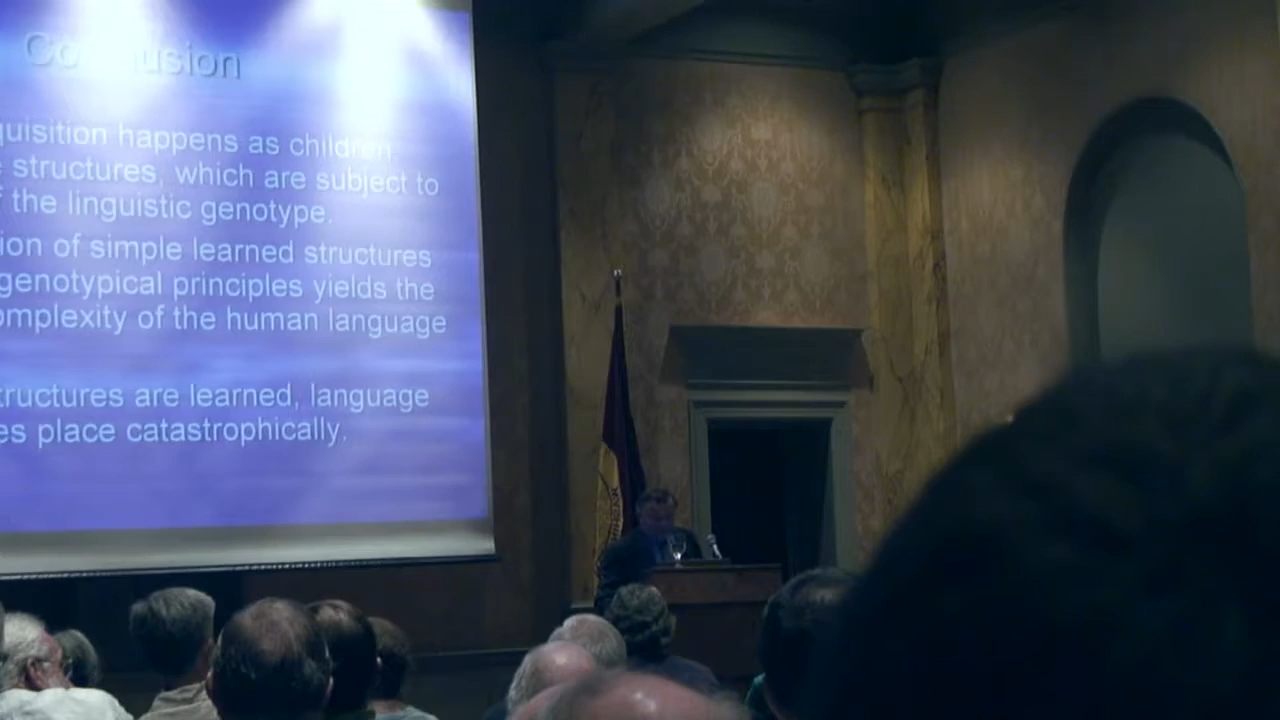 Conclusion
quisition happens as children
structures, which are subject to
f the linguistic genotype.
ion of simple learned structures
genotypical principles yields the
omplexity of the human language
tructures are learned, language
es place catastrophically.